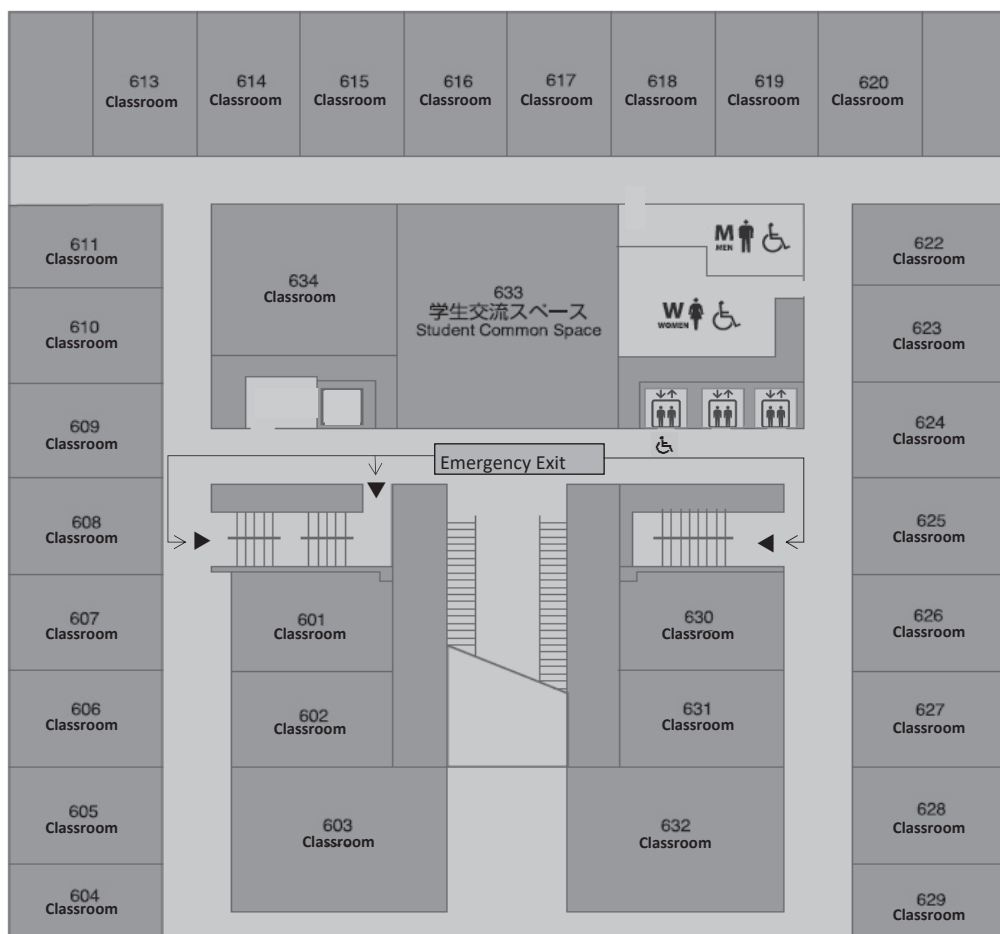 613
Classroom
614
Classroom
615
Classroom
616
Classroom
617
Classroom
618
Classroom
619
Classroom
620
Classroom
611
Classroom
634
Classroom
633
学生交流スペース
Student Common Space
M
MEN
W
WOMEN
622
Classroom
610
Classroom
623
Classroom
609
Classroom
624
Classroom
Emergency Exit
608
Classroom
625
Classroom
607
Classroom
601
Classroom
630
Classroom
626
Classroom
606
Classroom
602
Classroom
631
Classroom
627
Classroom
605
Classroom
603
Classroom
632
Classroom
628
Classroom
604
Classroom
629
Classroom